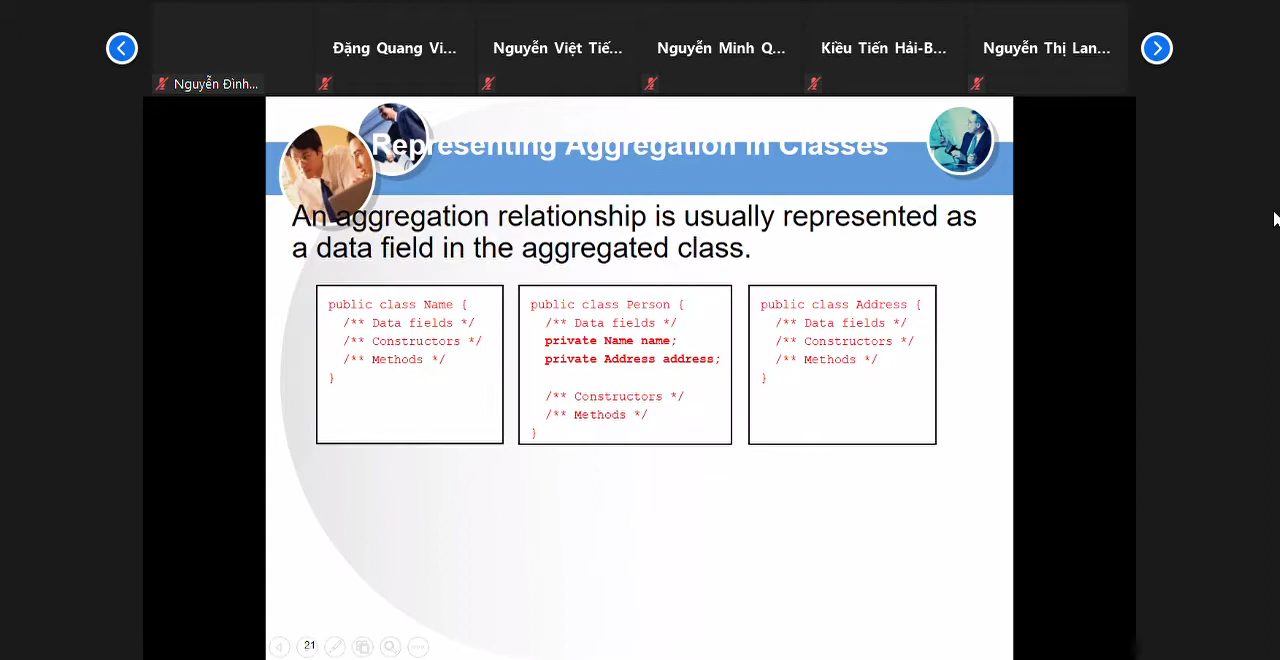 Đặng Quang Vi...
Nguyễn Việt Tiế...
Nguyễn Minh Q...
Kiều Tiến Hải-B...
Nguyễn Thị Lan...
Nguyễn Đình...
Representing Aggregation in Classes
An aggregation relationship is usually represented as
a data field in the aggregated class.
public class Name {
/** Data fields */
/** Constructors */
/** Methods */
}
public class Person {
/** Data fields */
private Name name;
private Address address;
/** Constructors */
/** Methods */
}
public class Address {
/** Data fields */
/** Constructors */
/** Methods */
}
21